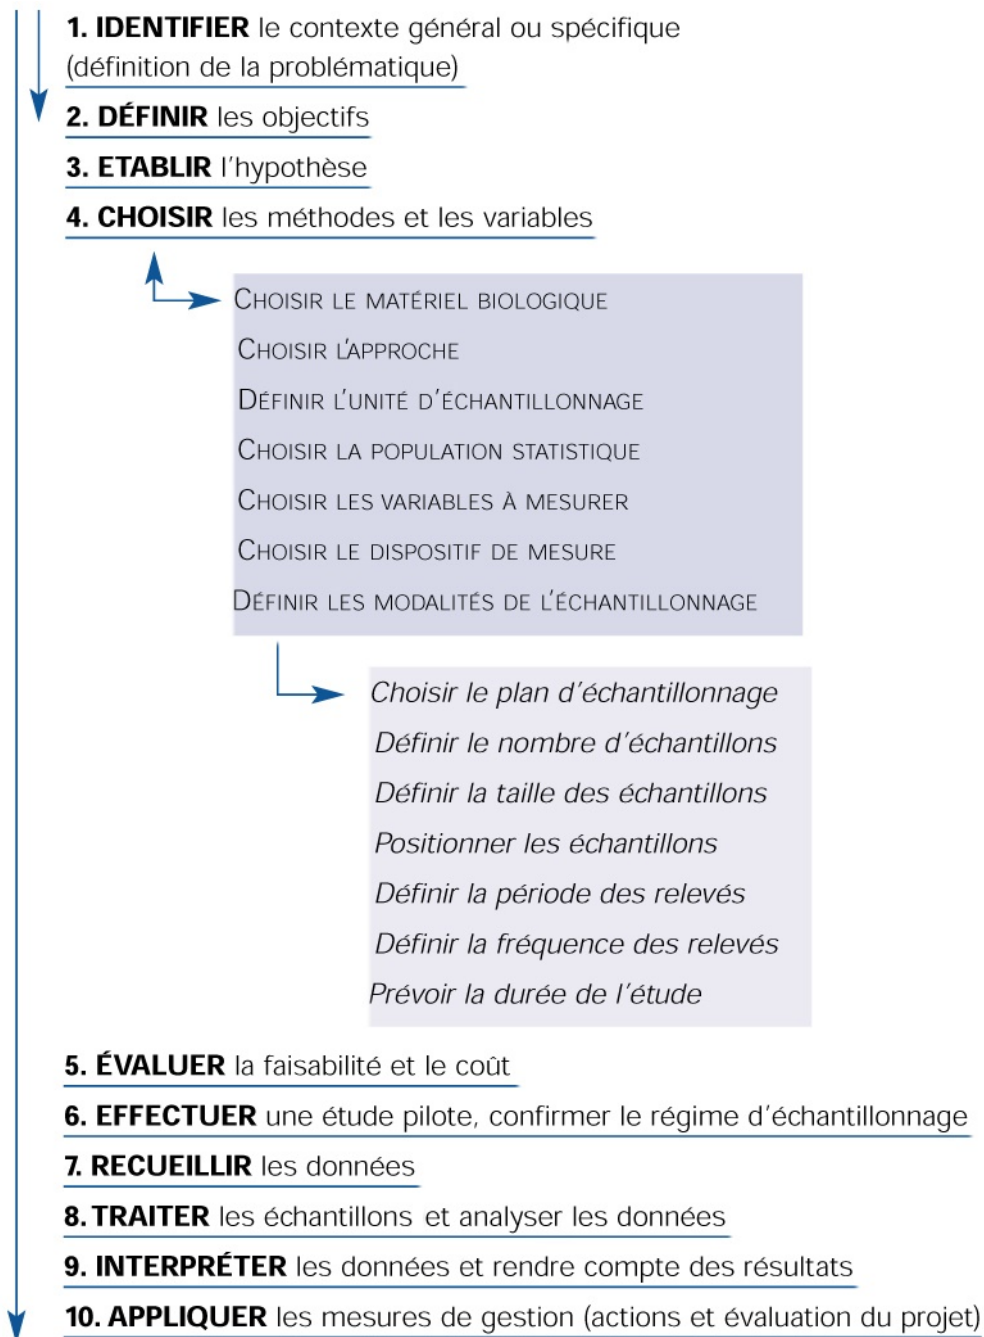 1. IDENTIFIER le contexte général ou spécifique
(définition de la problématique)
2. DÉFINIR les objectifs
3. ETABLIR l'hypothèse
4. CHOISIR les méthodes et les variables
CHOISIR LE MATÉRIEL BIOLOGIQUE
CHOISIR L'APPROCHE
DÉFINIR L'UNITÉ D'ÉCHANTILLONNAGE
CHOISIR LA POPULATION STATISTIQUE
CHOISIR LES VARIABLES À MESURER
CHOISIR LE DISPOSITIF DE MESURE
DÉFINIR LES MODALITÉS DE L'ÉCHANTILLONNAGE
Choisir le plan d'échantillonnage
Définir le nombre d'échantillons
Définir la taille des échantillons
Positionner les échantillons
Définir la période des relevés
Définir la fréquence des relevés
Prévoir la durée de l'étude
5. ÉVALUER la faisabilité et le coût
6. EFFECTUER une étude pilote, confirmer le régime d'échantillonnage
7. RECUEILLIR les données
8. TRAITER les échantillons et analyser les données
9. INTERPRÉTER les données et rendre compte des résultats
10. APPLIQUER les mesures de gestion (actions et évaluation du projet)